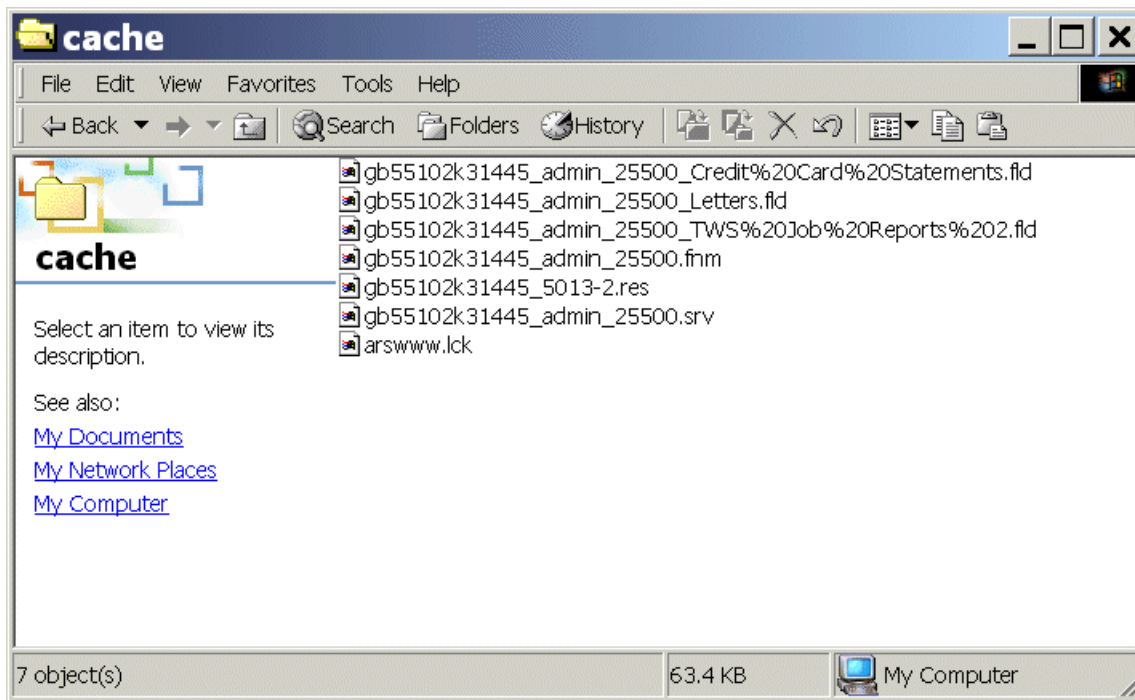 cache
File Edit View Favorites Tools Help
Back Search Folders History
cache
Select an item to view its
description.
See also:
My Documents
My Network Places
My Computer
gb55102k31445_admin_25500_Credit%20Card%20Statements.fld
gb55102k31445_admin_25500_Letters.fld
gb55102k31445_admin_25500_TWS%20Job%20Reports%202.fld
gb55102k31445_admin_25500.fnm
gb55102k31445_5013-2.res
gb55102k31445_admin_25500.srv
arswww.lck
7 object(s) 63.4 KB My Computer